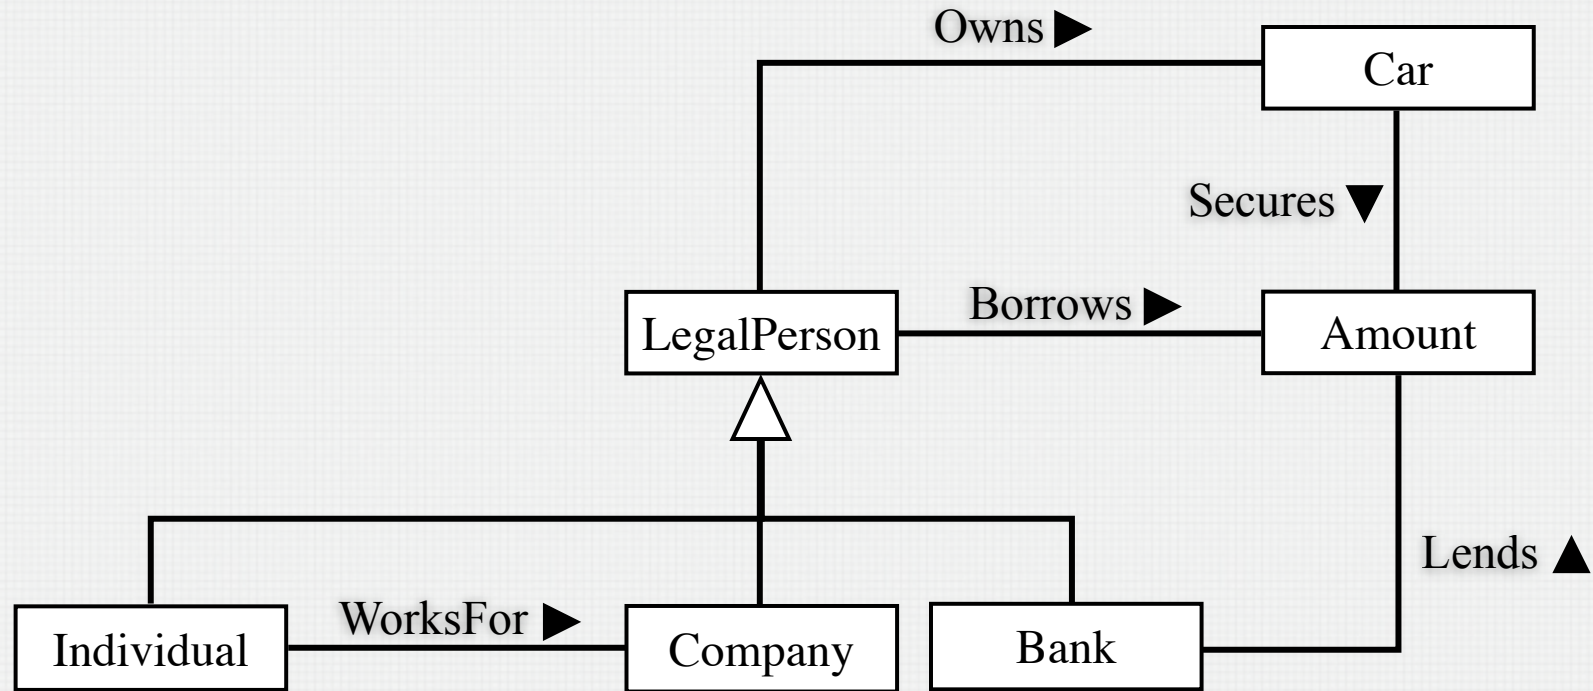 Owns ▶
Car
Secures ▼
Borrows ▶
LegalPerson
Amount
Lends ▲
WorksFor ▶
Individual
Company
Bank